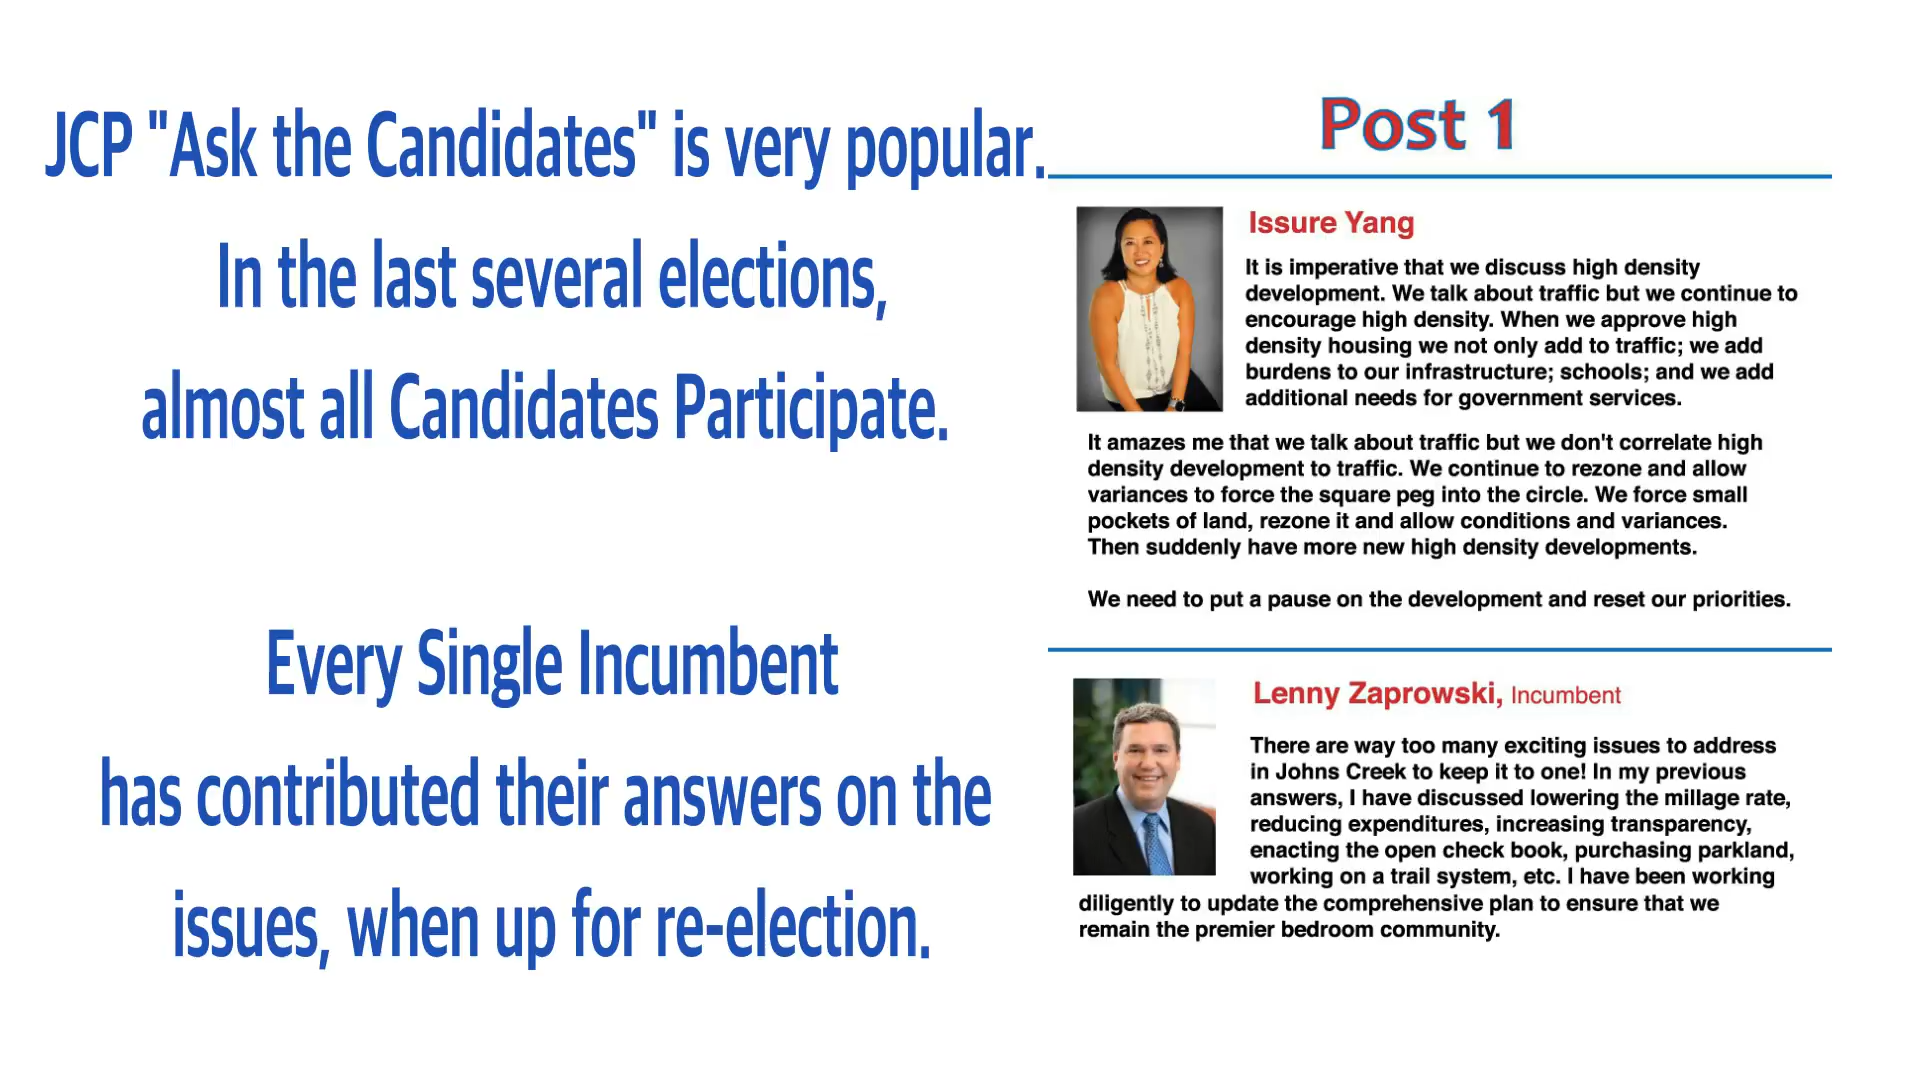 JCP "Ask the Candidates" is very popular.
In the last several elections,
almost all Candidates Participate.
Every Single Incumbent
has contributed their answers on the
issues, when up for re-election.
Post 1
Issure Yang
It is imperative that we discuss high density
development. We talk about traffic but we continue to
encourage high density. When we approve high
density housing we not only add to traffic; we add
burdens to our infrastructure; schools; and we add
additional needs for government services.
It amazes me that we talk about traffic but we don't correlate high
density development to traffic. We continue to rezone and allow
variances to force the square peg into the circle. We force small
pockets of land, rezone it and allow conditions and variances.
Then suddenly have more new high density developments.
We need to put a pause on the development and reset our priorities.
Lenny Zaprowski, Incumbent
There are way too many exciting issues to address
in Johns Creek to keep it to one! In my previous
answers, I have discussed lowering the millage rate,
reducing expenditures, increasing transparency,
enacting the open check book, purchasing parkland,
working on a trail system, etc. I have been working
diligently to update the comprehensive plan to ensure that we
remain the premier bedroom community.